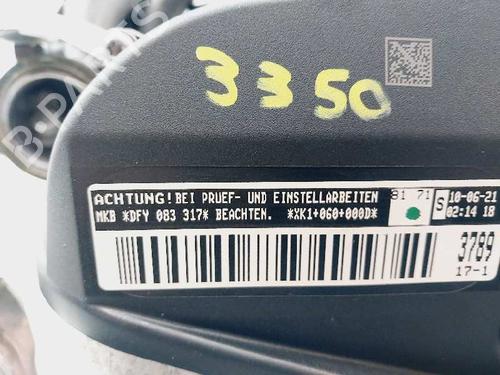 3350
ACHTUNG! BEI PRUEF- UND EINSTELLARBEITEN
MKB *DFY 083 317* BEACHTEN. *XK1+060+000D*
81 71
S
10-06-21
02:14 18
3789
17-1